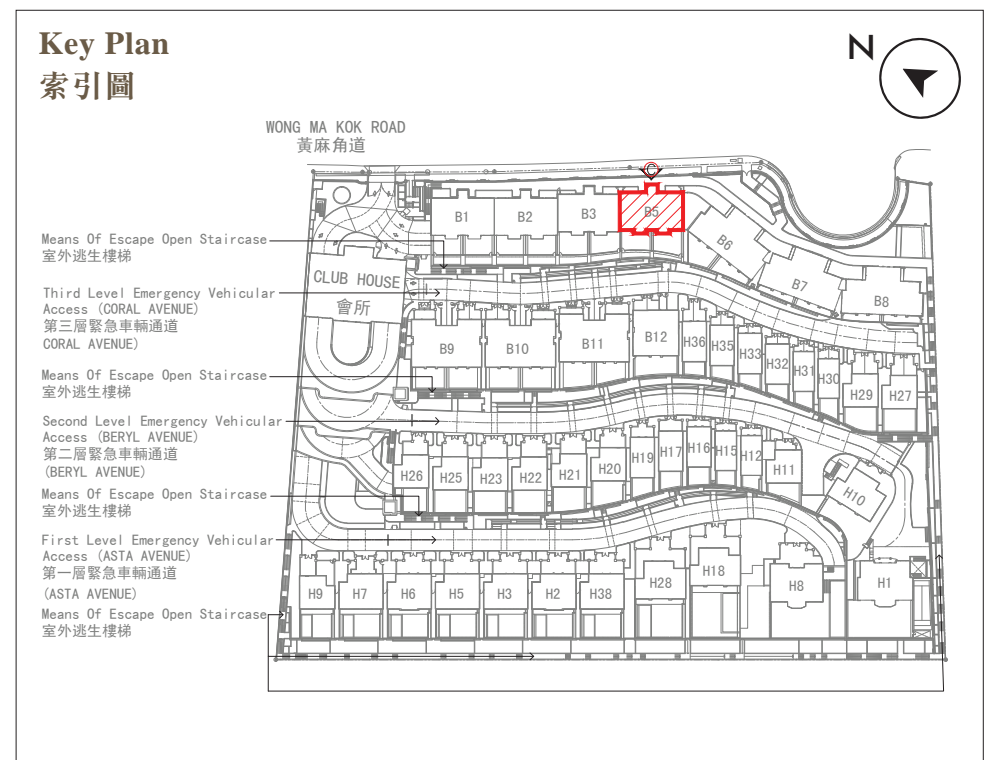 Key Plan
索引圖
N
WONG MA KOK ROAD
黃麻角道
C
B1
B2
B3
B5
B6
B7
B8
Means Of Escape Open Staircase
室外逃生樓梯
CLUB HOUSE
會所
Third Level Emergency Vehicular
Access (CORAL AVENUE)
第三層緊急車輛通道
CORAL AVENUE)
B9
B10
B11
B12
H36
H35
H33
H32
H31
H30
H29
H27
Means Of Escape Open Staircase
室外逃生樓梯
Second Level Emergency Vehicular
Access (BERYL AVENUE)
第二層緊急車輛通道
(BERYL AVENUE)
H26
H25
H23
H22
H21
H20
H19
H17
H16
H15
H12
H11
H10
Means Of Escape Open Staircase
室外逃生樓梯
First Level Emergency Vehicular
Access (ASTA AVENUE)
第一層緊急車輛通道
(ASTA AVENUE)
H9
H7
H6
H5
H3
H2
H38
H28
H18
H8
H1
Means Of Escape Open Staircase
室外逃生樓梯